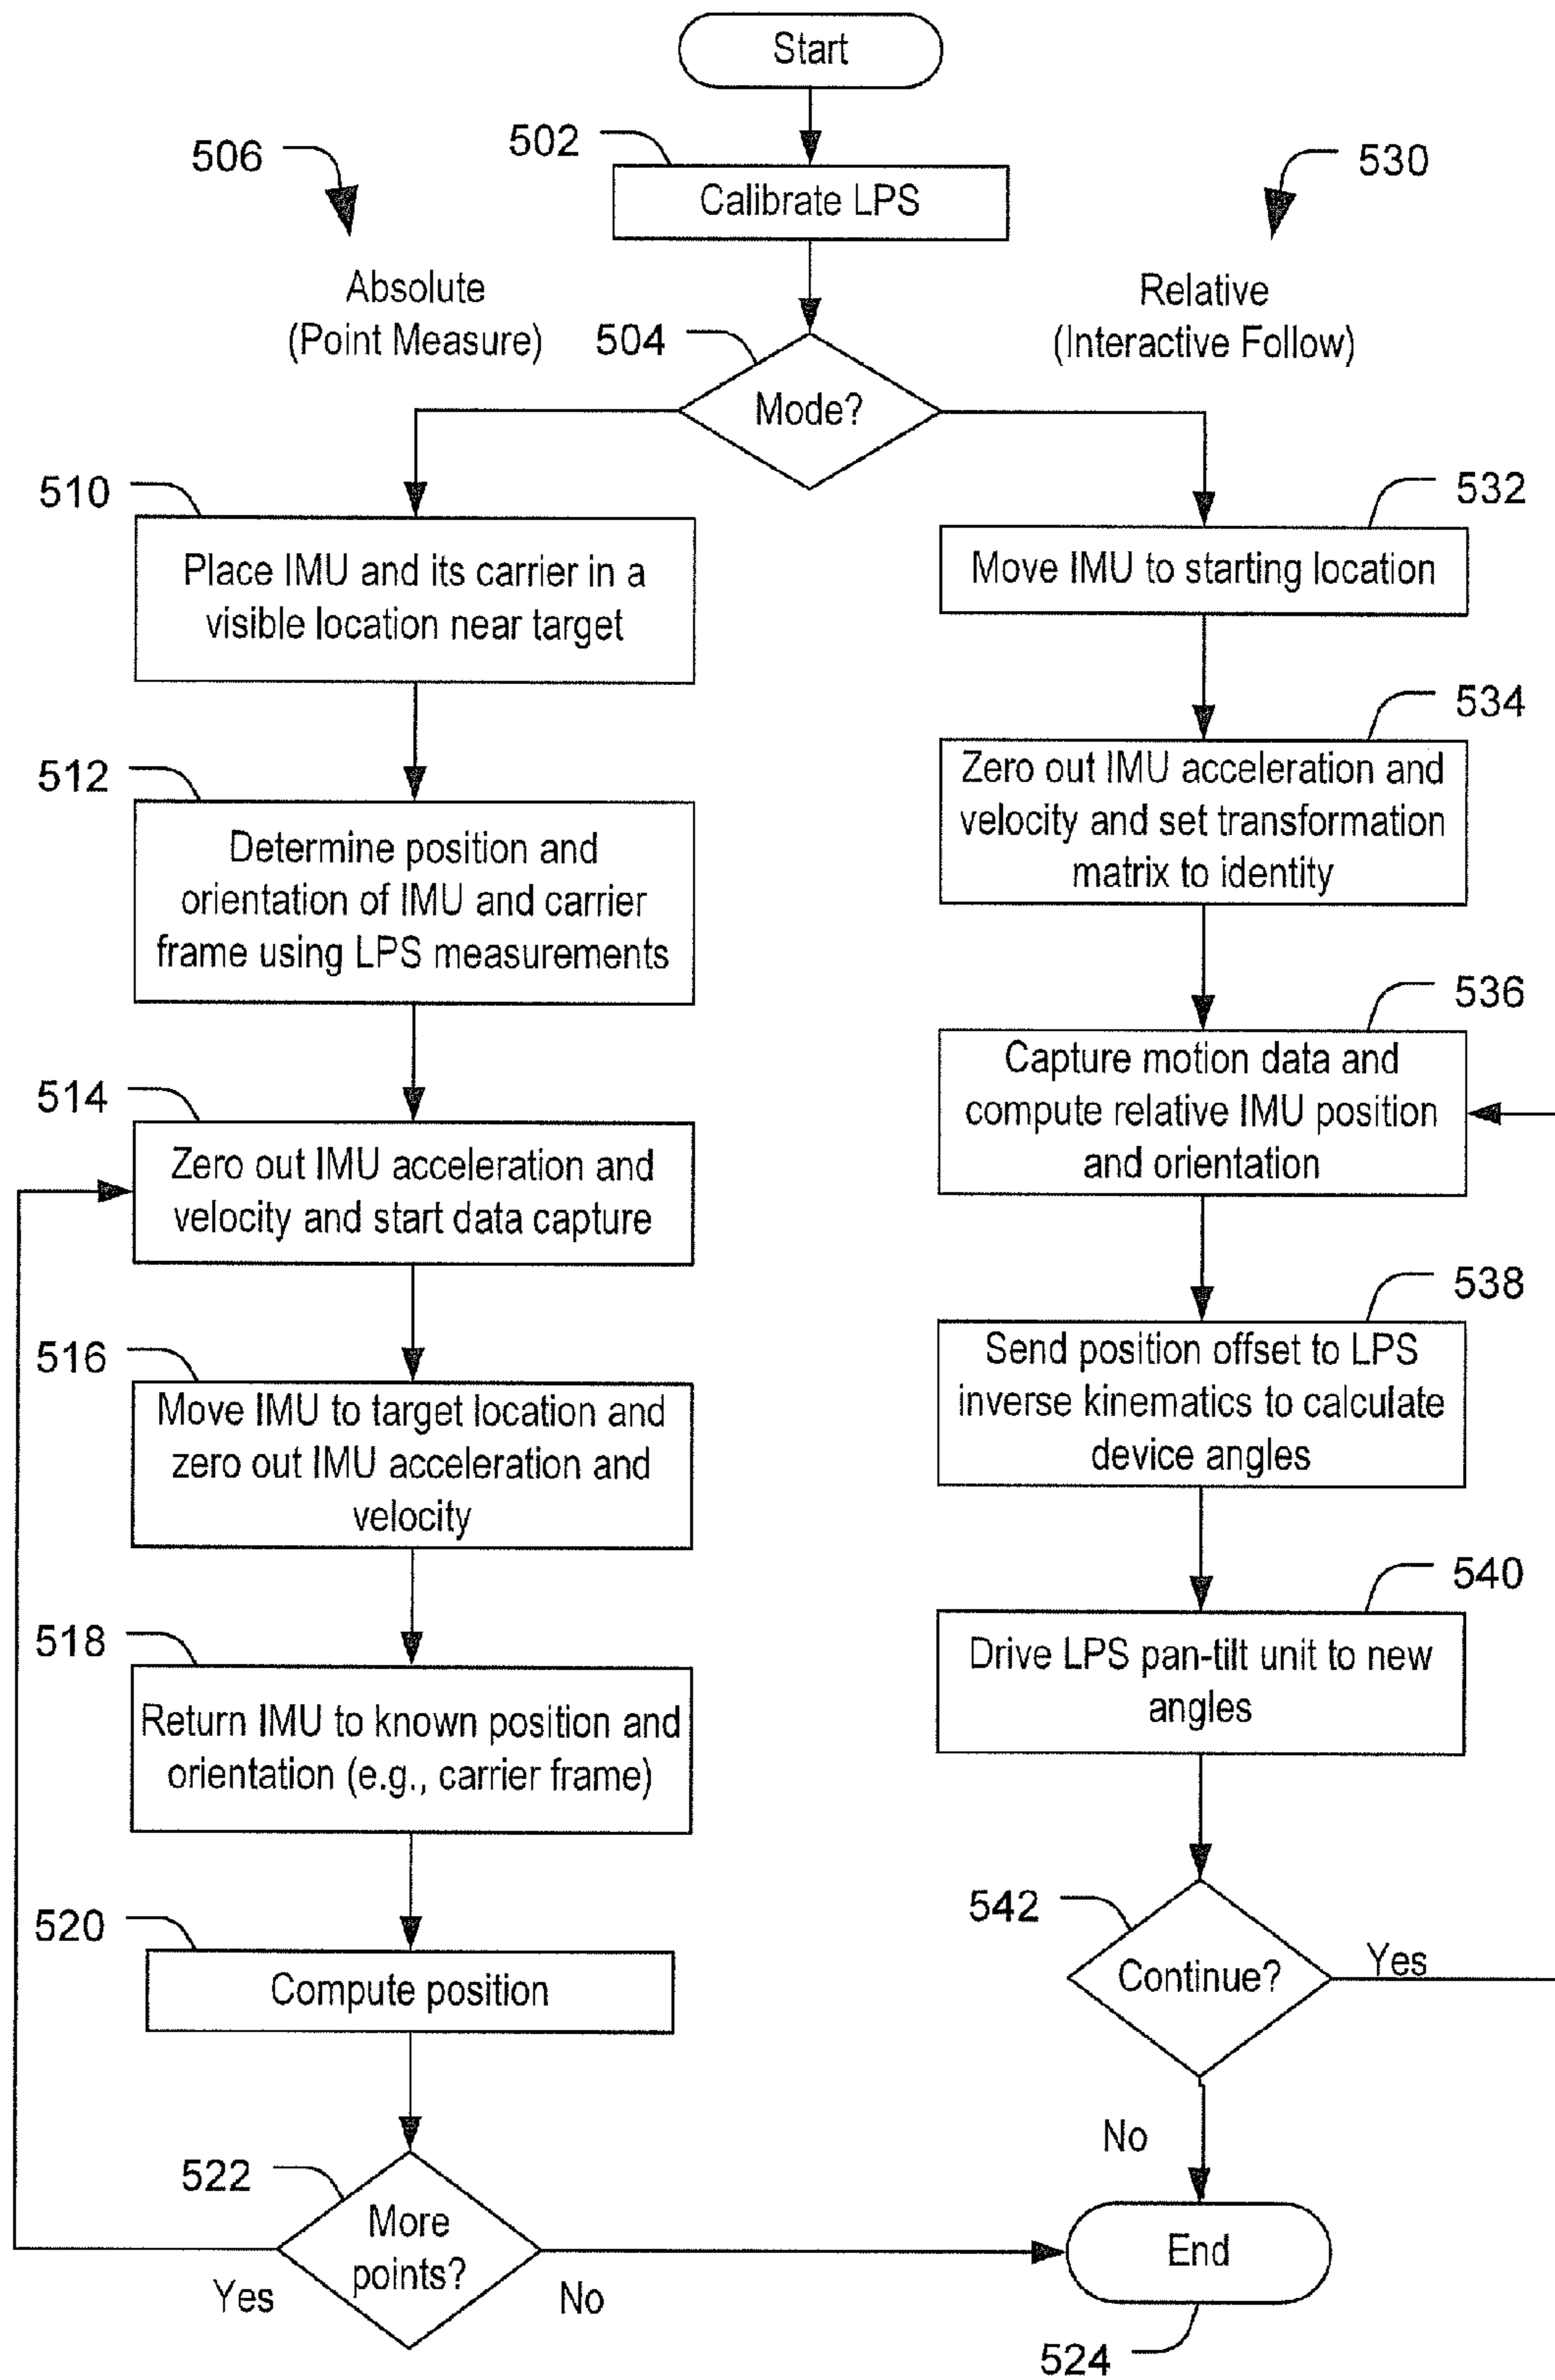 Start
502
506
530
Calibrate LPS
Absolute
(Point Measure)
Relative
(Interactive Follow)
504
Mode?
510
Place IMU and its carrier in a
visible location near target
512
Determine position and
orientation of IMU and carrier
frame using LPS measurements
514
Zero out IMU acceleration and
velocity and start data capture
516
Move IMU to target location and
zero out IMU acceleration and
velocity
518
Return IMU to known position and
orientation (e.g., carrier frame)
520
Compute position
522
More
points?
Yes
No
532
Move IMU to starting location
534
Zero out IMU acceleration and
velocity and set transformation
matrix to identity
536
Capture motion data and
compute relative IMU position
and orientation
538
Send position offset to LPS
inverse kinematics to calculate
device angles
540
Drive LPS pan-tilt unit to new
angles
542
Continue?
Yes
No
End
524